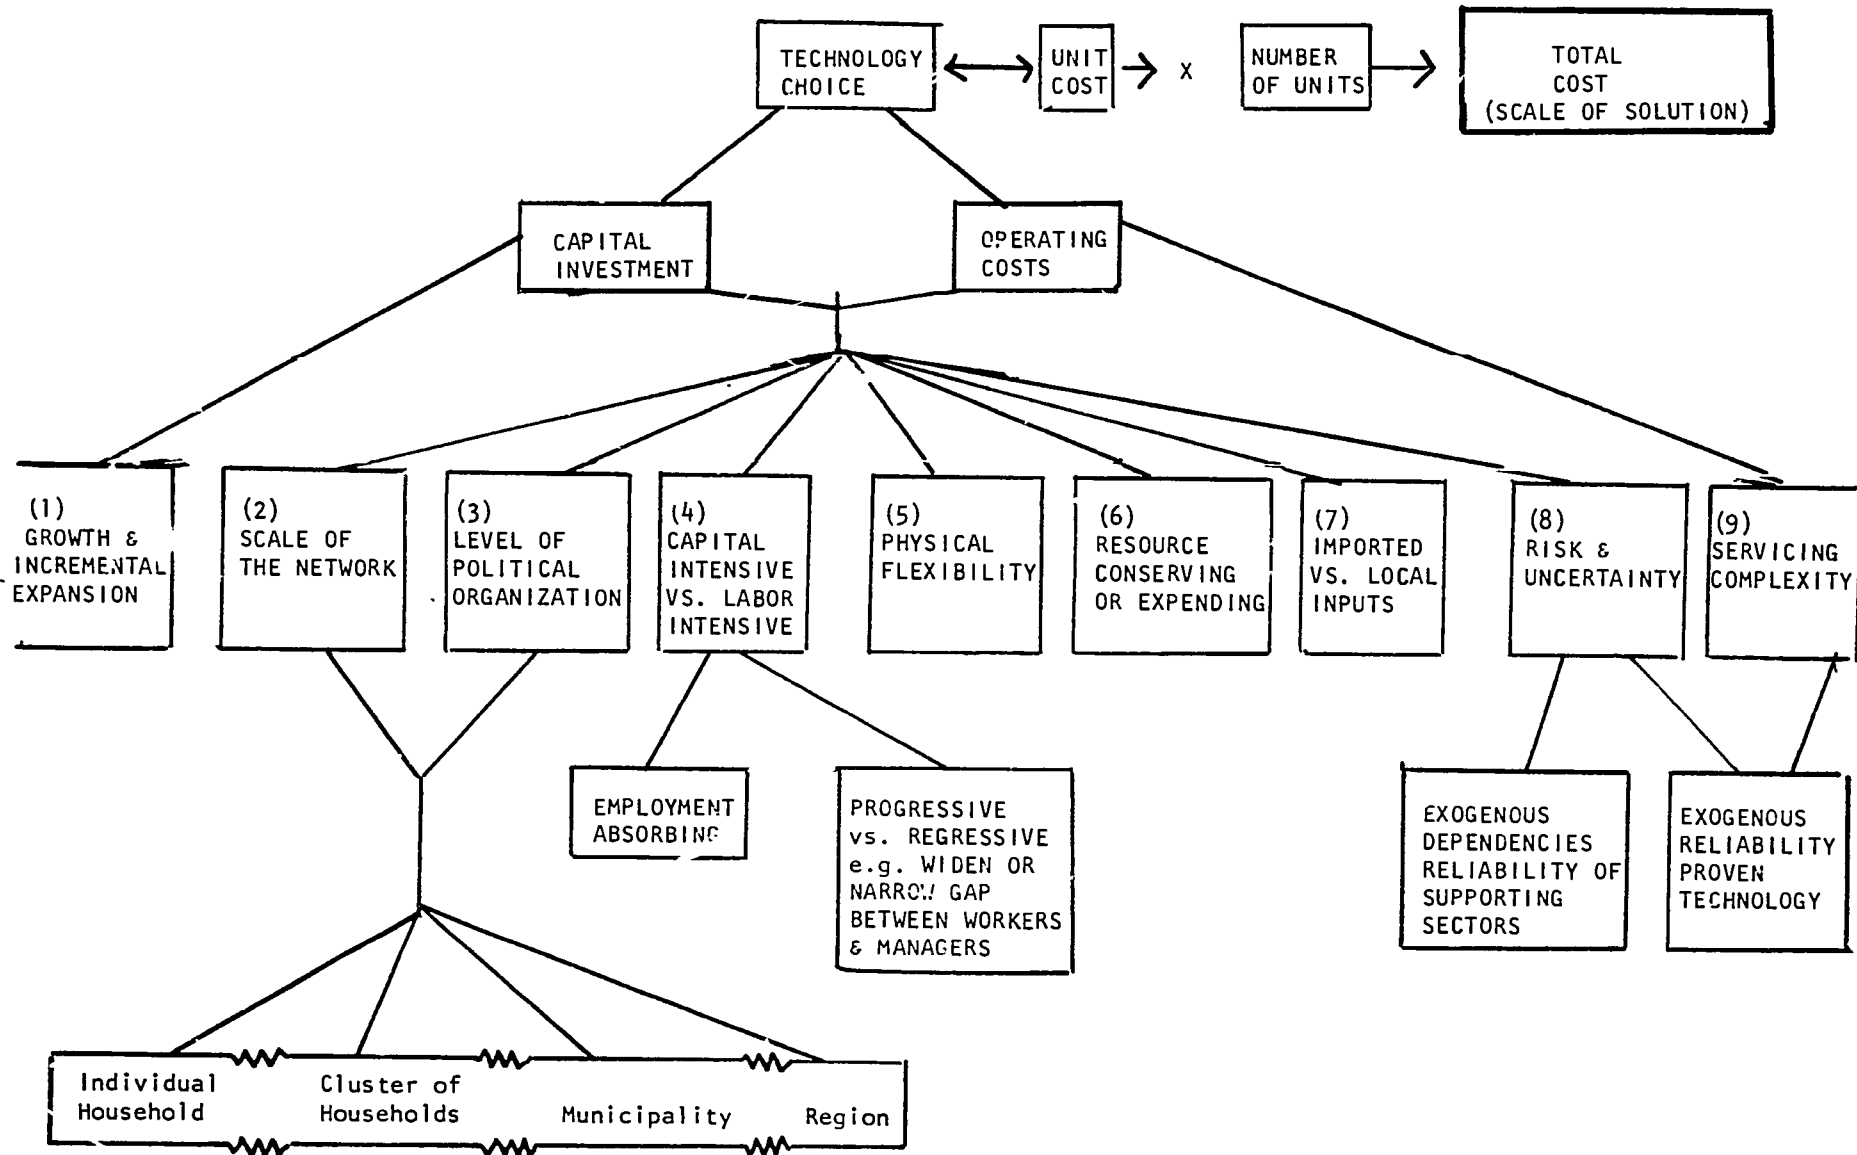 TECHNOLOGY
CHOICE
UNIT
COST
X
NUMBER
OF UNITS
TOTAL
COST
(SCALE OF SOLUTION)
CAPITAL
INVESTMENT
OPERATING
COSTS
(1)
GROWTH &
INCREMENTAL
EXPANSION
(2)
SCALE OF
THE NETWORK
(3)
LEVEL OF
POLITICAL
ORGANIZATION
(4)
CAPITAL
INTENSIVE
VS. LABOR
INTENSIVE
(5)
PHYSICAL
FLEXIBILITY
(6)
RESOURCE
CONSERVING
OR EXPENDING
(7)
IMPORTED
VS. LOCAL
INPUTS
(8)
RISK &
UNCERTAINTY
(9)
SERVICING
COMPLEXITY
EMPLOYMENT
ABSORBING
PROGRESSIVE
vs. REGRESSIVE
e.g. WIDEN OR
NARROW GAP
BETWEEN WORKERS
& MANAGERS
EXOGENOUS
DEPENDENCIES
RELIABILITY OF
SUPPORTING
SECTORS
EXOGENOUS
RELIABILITY
PROVEN
TECHNOLOGY
Individual
Household
Cluster of
Households
Municipality
Region